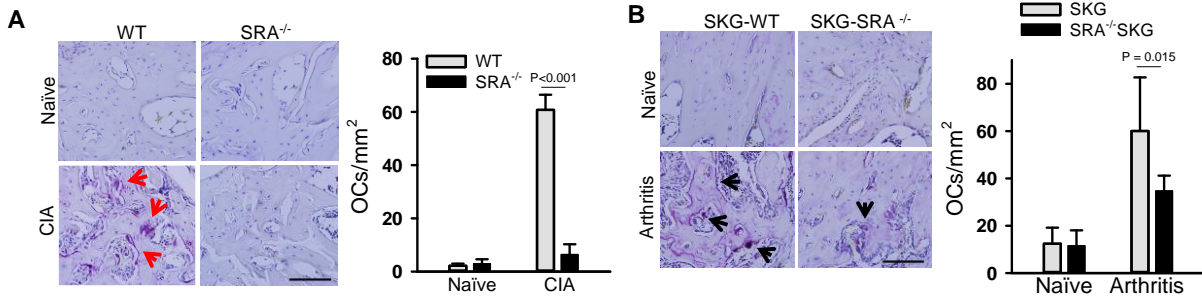 A
WT
SRA-/-
Naïve
CIA
OCs/mm2
80
60
40
20
0
WT
SRA-/-
P<0.001
Naïve
CIA
B
SKG-WT
SKG-SRA -/-
Naïve
Arthritis
OCs/mm2
80
60
40
20
0
SKG
SRA-/-SKG
P = 0.015
Naïve
Arthritis